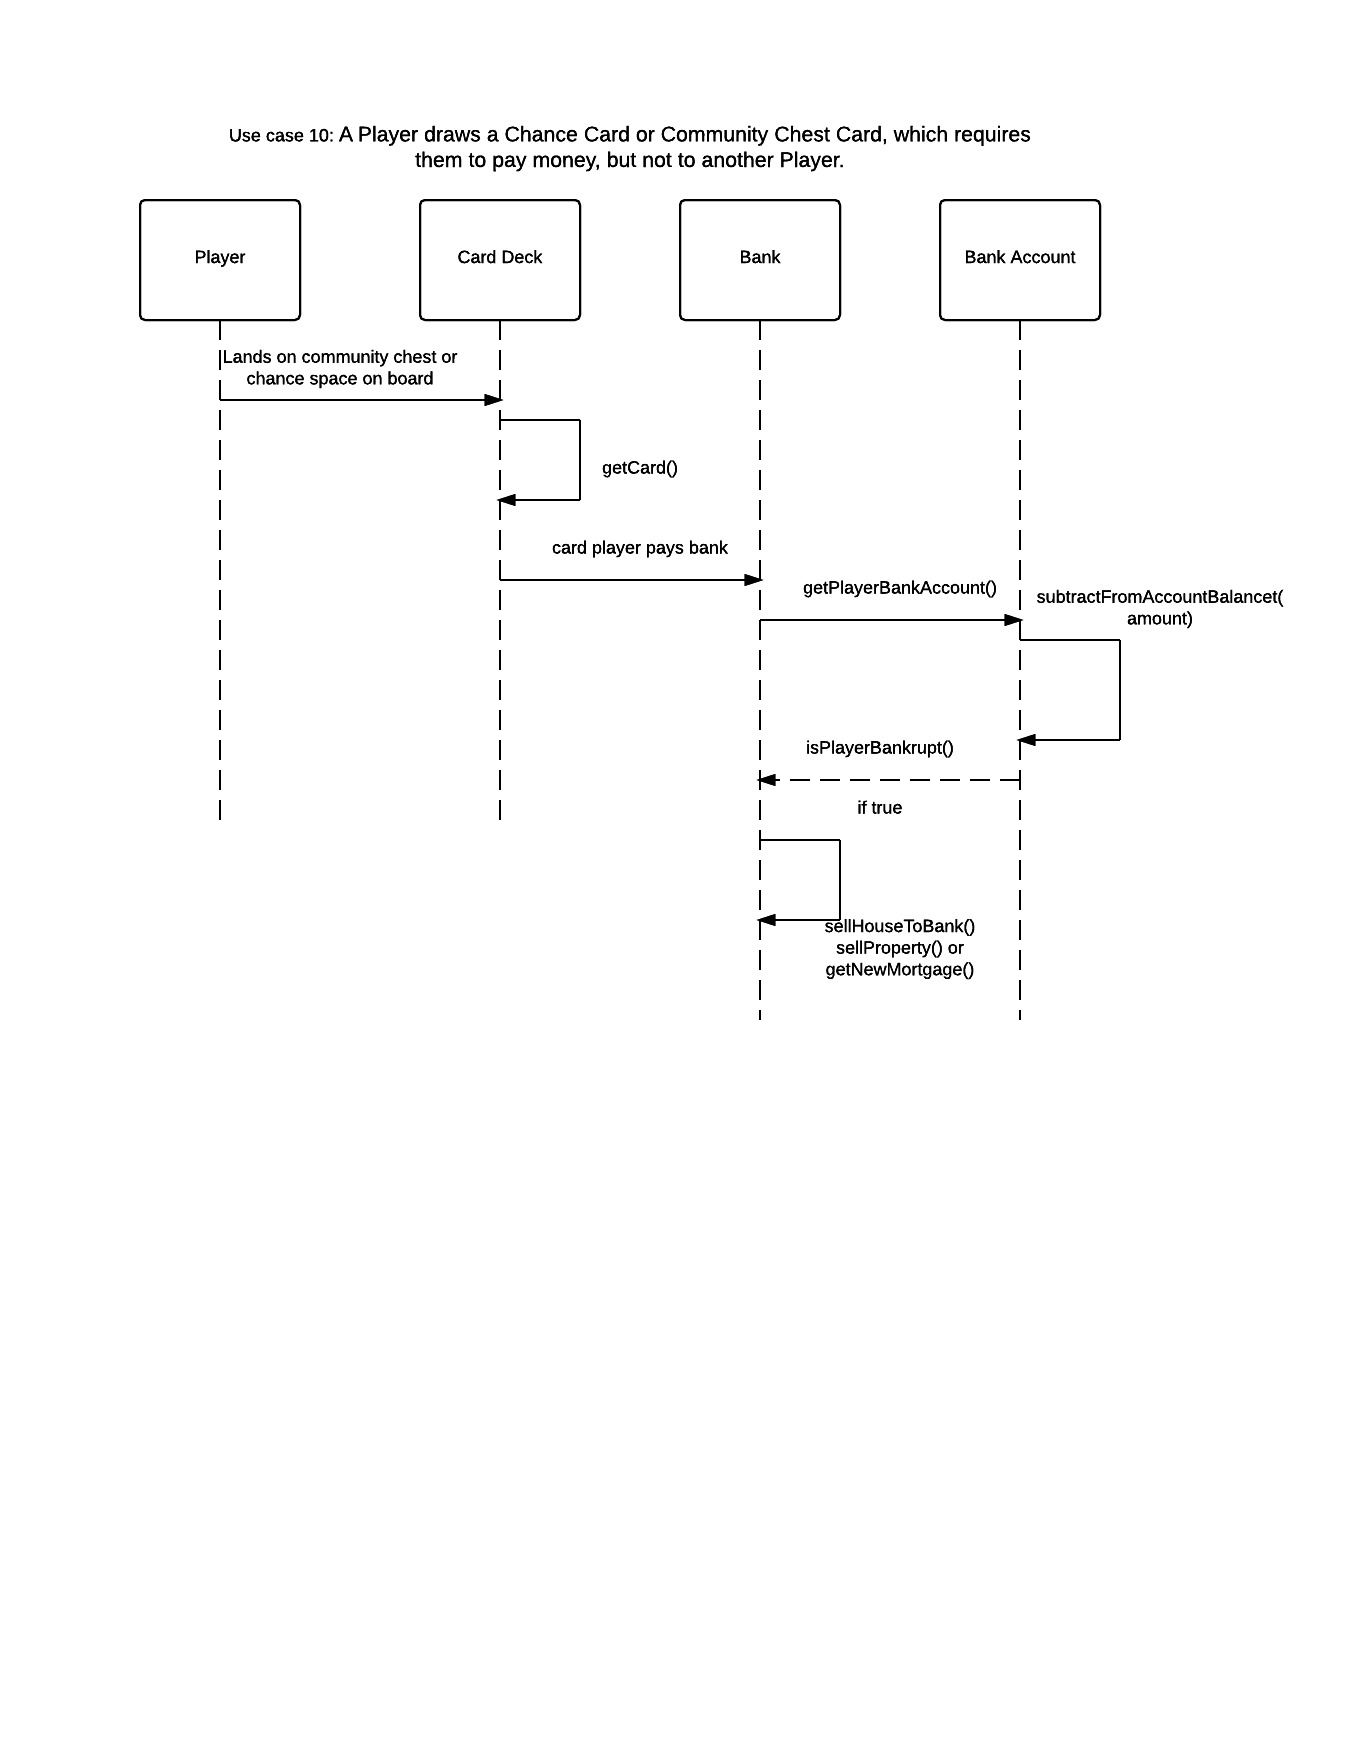 Use case 10: A Player draws a Chance Card or Community Chest Card, which requires
them to pay money, but not to another Player.
Player
Card Deck
Bank
Bank Account
Lands on community chest or
chance space on board
getCard()
card player pays bank
getPlayerBankAccount()
subtractFromAccountBalancet(
amount)
isPlayerBankrupt()
if true
sellHouseToBank()
sellProperty() or
getNewMortgage()